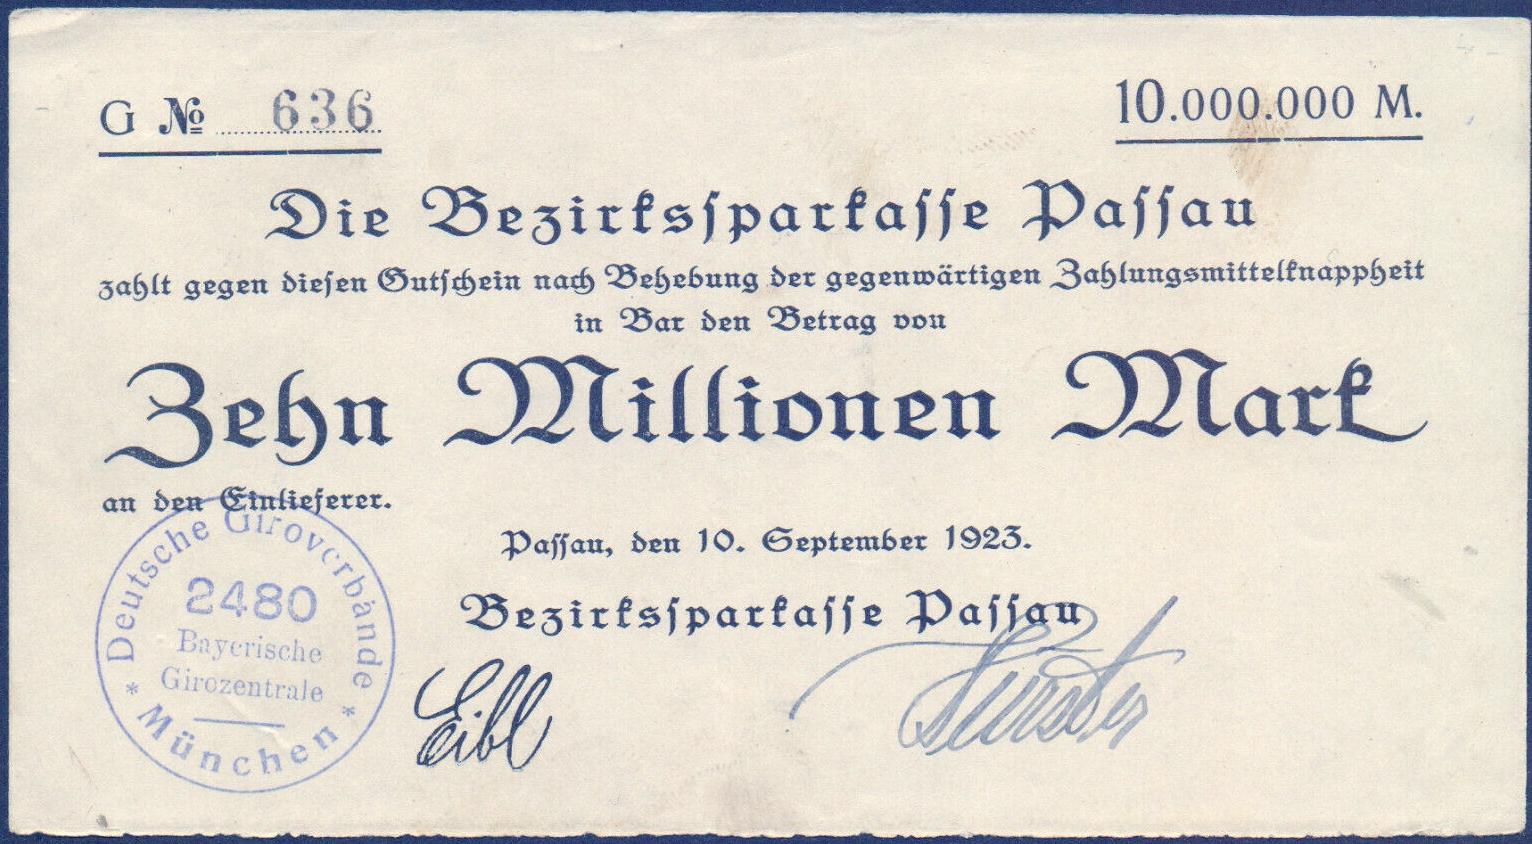 G № 636
10.000.000 M.
Die Bezirkssparkasse Passau
zahlt gegen diesen Gutschein nach Behebung der gegenwärtigen Zahlungsmittelknappheit
in Bar den Betrag von
Zehn Millionen Mark
an den Einlieferer.
Passau, den 10. September 1923.
Bezirkssparkasse Passau
Deutsche Giroverbände
2480
Bayerische
Girozentrale
* München *
Eibl